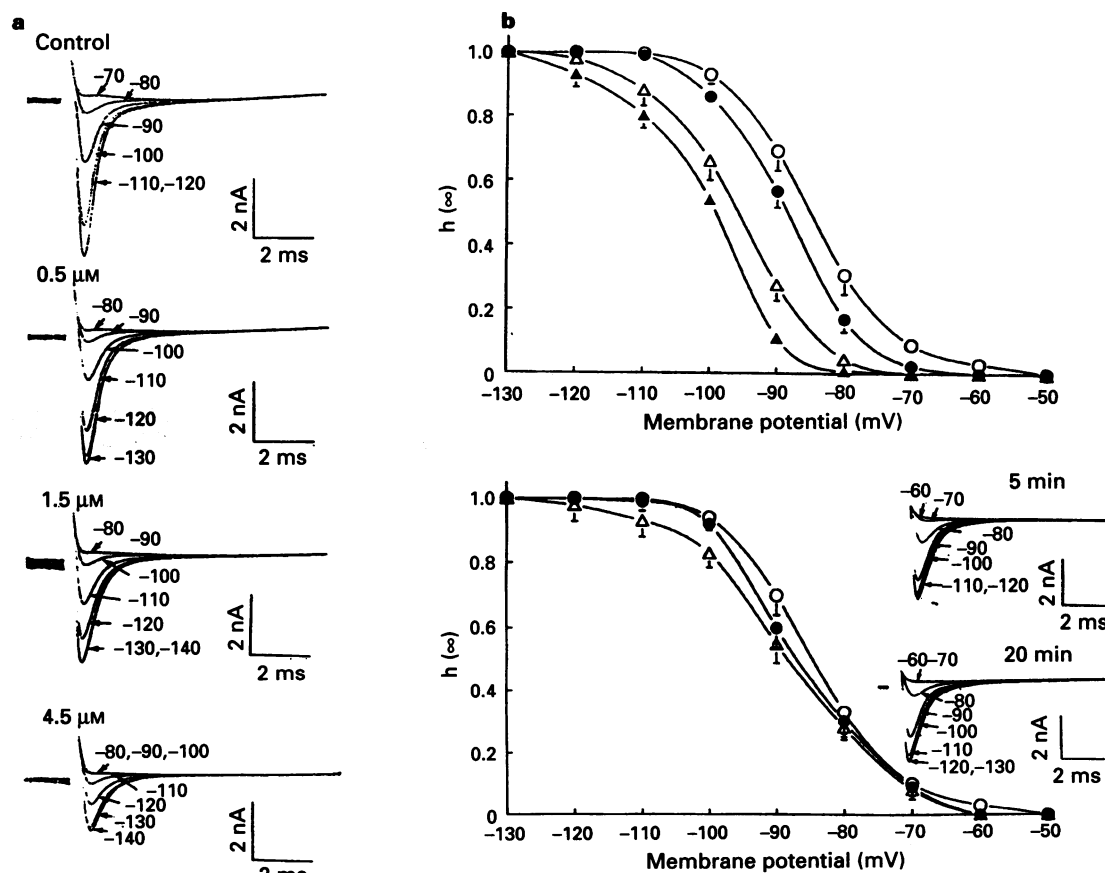 a
Control
–70
–80
–90
–100
–110,–120
2 nA
2 ms
0.5 µM
–80
–90
–100
–110
–120
–130
2 nA
2 ms
1.5 µM
–80
–90
–100
–110
–120
–130,–140
2 nA
2 ms
4.5 µM
–80,–90,–100
–110
–120
–130
–140
2 nA
b
1.0
0.8
0.6
0.4
0.2
0
h (∞)
–130 –120 –110 –100 –90 –80 –70 –60 –50
Membrane potential (mV)
1.0
0.8
0.6
0.4
0.2
0
h (∞)
–130 –120 –110 –100 –90 –80 –70 –60 –50
Membrane potential (mV)
5 min
–60
–70
–80
–90
–100
–110,–120
2 nA
2 ms
20 min
–60–70
–80
–90
–100
–110
–120,–130
2 nA
2 ms